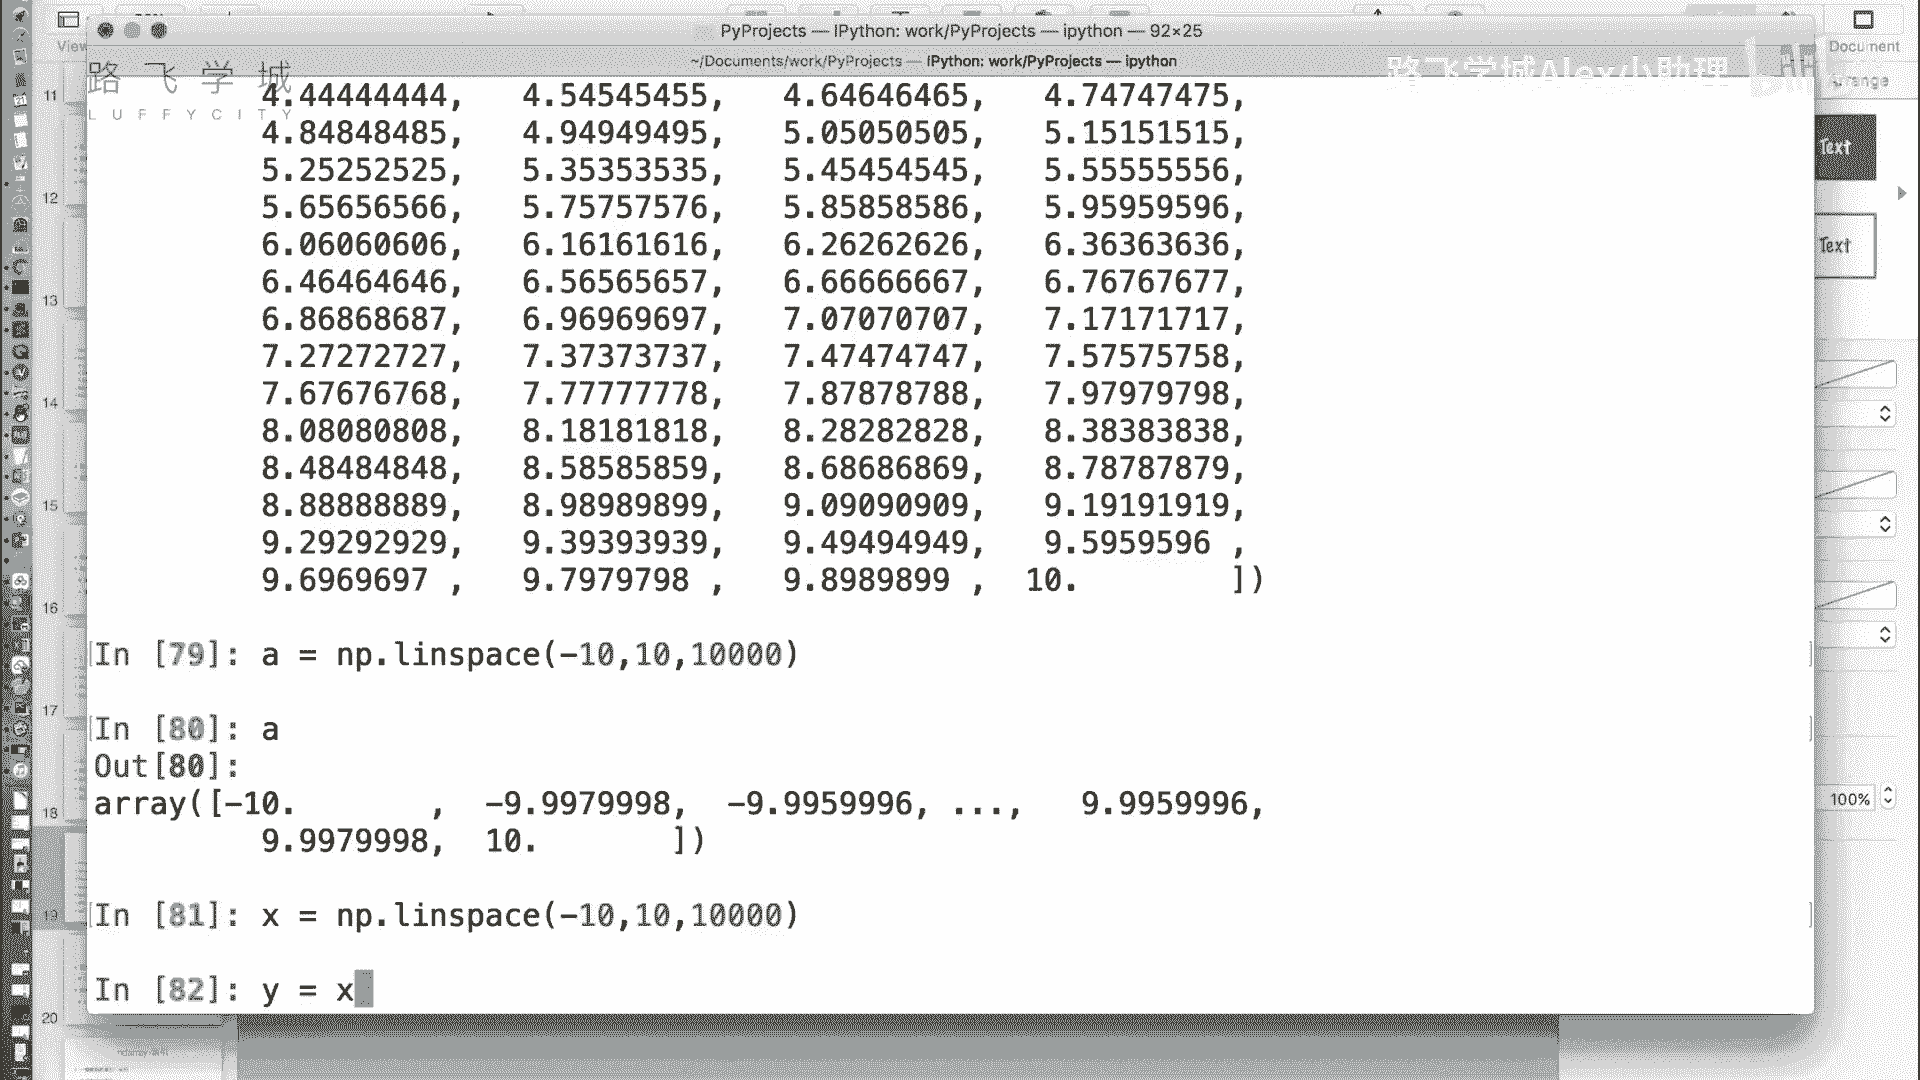 PyProjects — IPython: work/PyProjects — ipython — 92×25
~/Documents/work/PyProjects — IPython: work/PyProjects — ipython
View
Document
路飞学城
LUFFYCITY
路飞学城Alex小助理
4.44444444, 4.54545455, 4.64646465, 4.74747475,
4.84848485, 4.94949495, 5.05050505, 5.15151515,
5.25252525, 5.35353535, 5.45454545, 5.55555556,
5.65656566, 5.75757576, 5.85858586, 5.95959596,
6.06060606, 6.16161616, 6.26262626, 6.36363636,
6.46464646, 6.56565657, 6.66666667, 6.76767677,
6.86868687, 6.96969697, 7.07070707, 7.17171717,
7.27272727, 7.37373737, 7.47474747, 7.57575758,
7.67676768, 7.77777778, 7.87878788, 7.97979798,
8.08080808, 8.18181818, 8.28282828, 8.38383838,
8.48484848, 8.58585859, 8.68686869, 8.78787879,
8.88888889, 8.98989899, 9.09090909, 9.19191919,
9.29292929, 9.39393939, 9.49494949, 9.5959596 ,
9.6969697 , 9.7979798 , 9.8989899 , 10. ])
In [79]: a = np.linspace(-10,10,10000)
In [80]: a
Out[80]:
array([-10. , -9.9979998, -9.9959996, ..., 9.9959996,
9.9979998, 10. ])
In [81]: x = np.linspace(-10,10,10000)
In [82]: y = x
11
12
13
14
15
16
17
18
19
20
Text
Text
100%